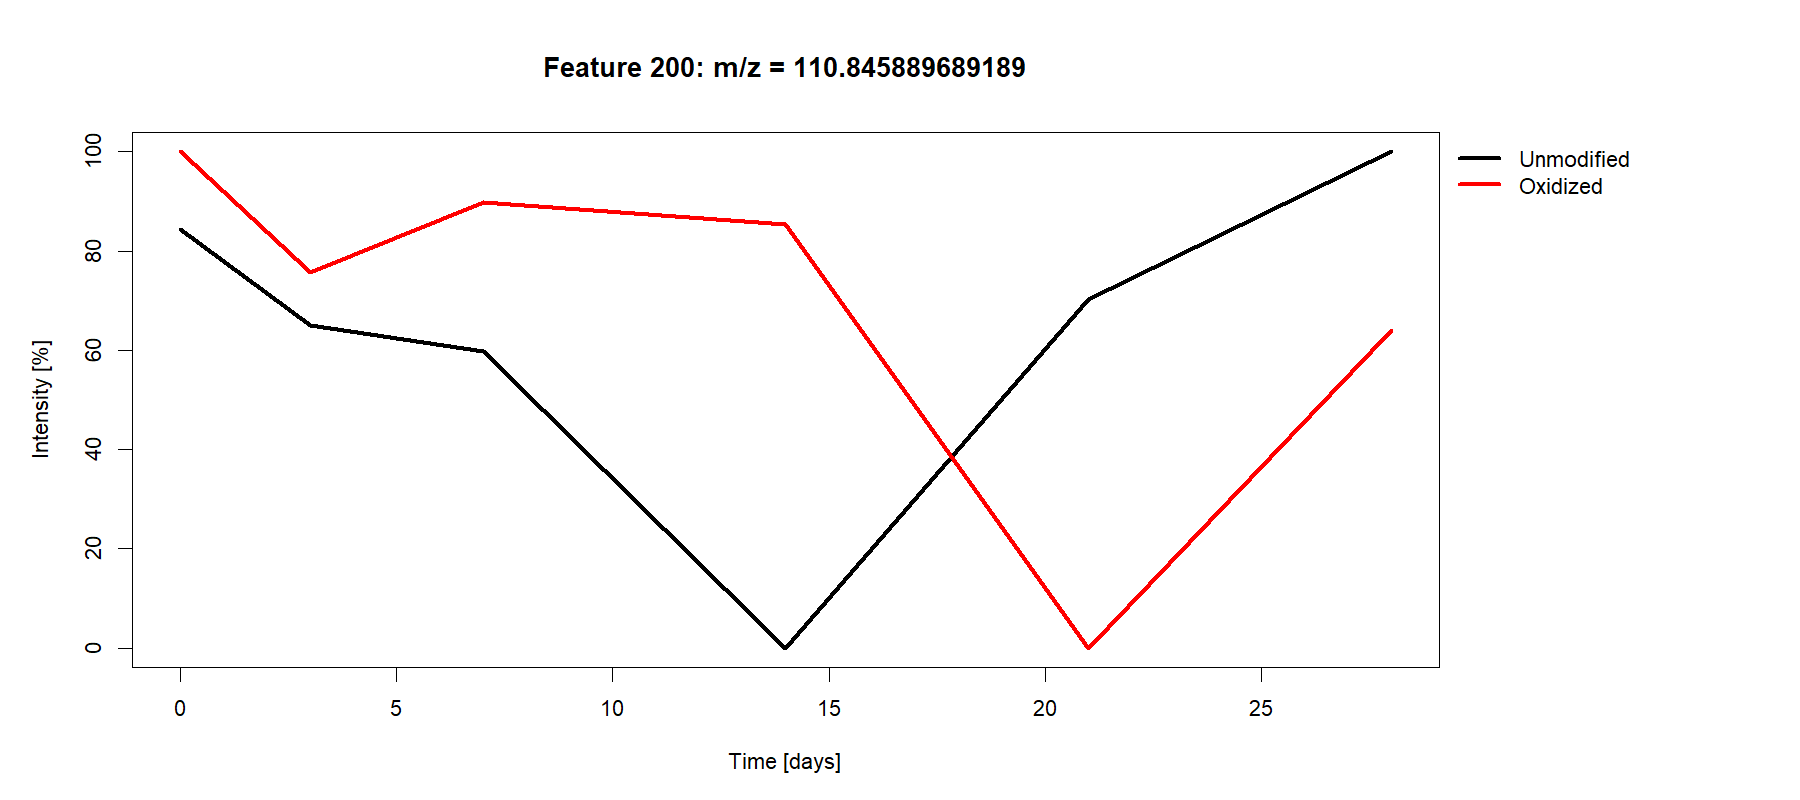 Feature 200: m/z = 110.845889689189
Unmodified
Oxidized
Intensity [%]
100
80
60
40
20
0
0 5 10 15 20 25
Time [days]